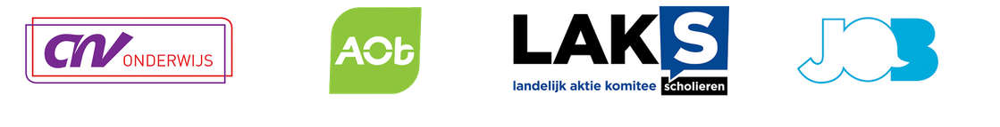 CNV ONDERWIJS
AOb
LAKS
landelijk aktie komitee scholieren
JOB